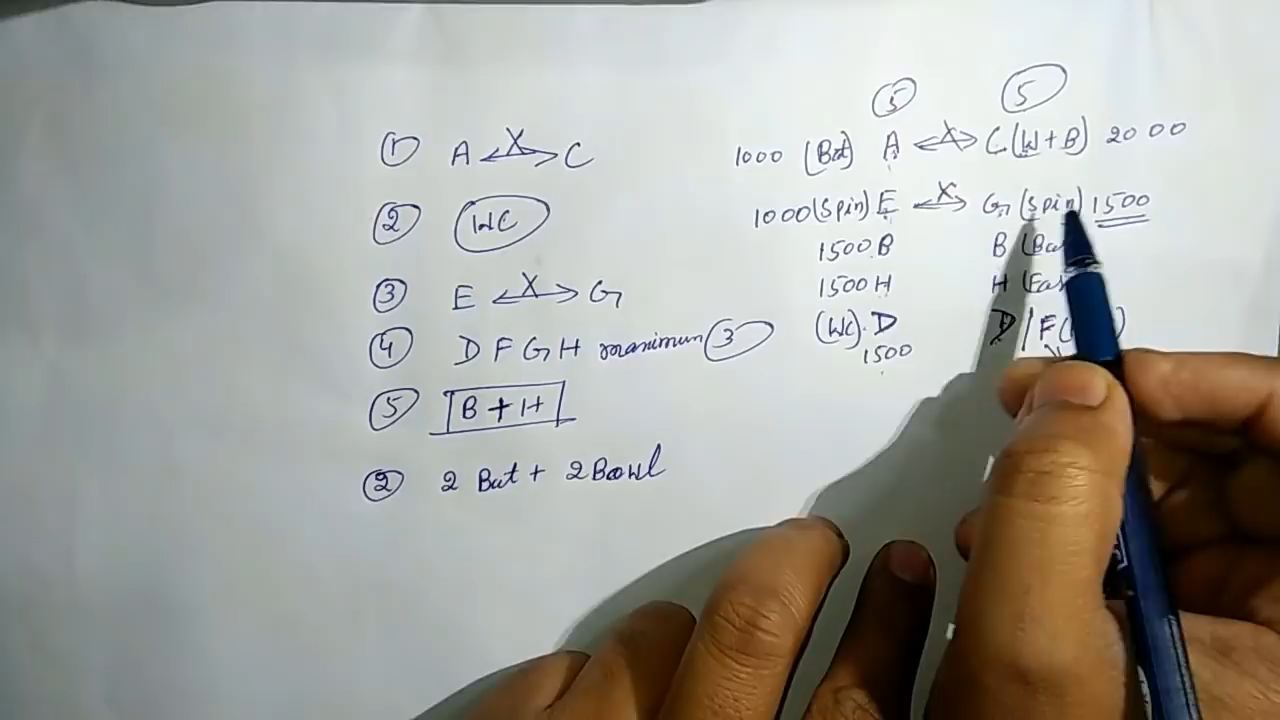 ① A ↔ C
② WC
③ E ↔ G
④ D F G H maximum ③
⑤ B + H
② 2 Bat + 2 Bowl
⑤ ⑤
1000 (Bat) A ↔ C (W+B) 2000
1000 (Spin) E ↔ G (Spin) 1500
1500 B B
1500 H H
(WC) D D / F
1500